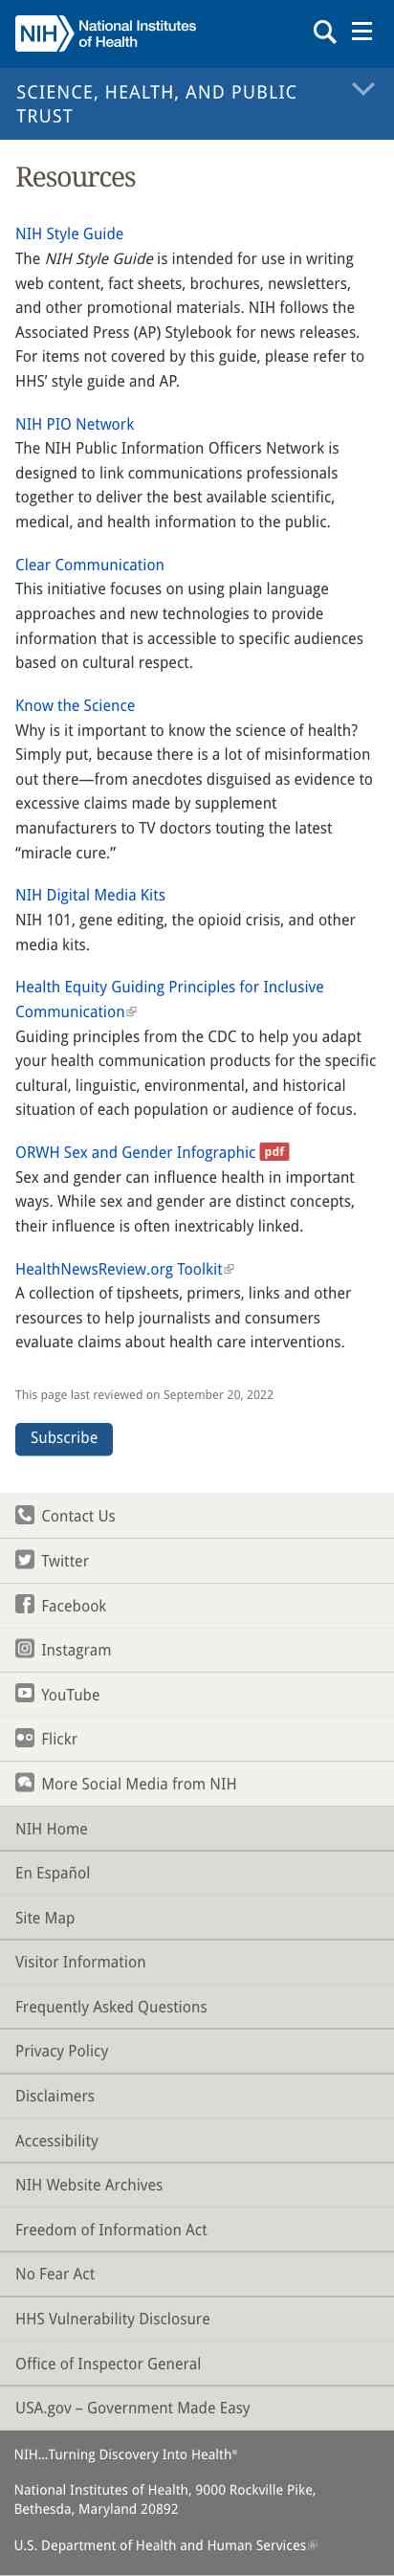 NIH National Institutes
of Health
SCIENCE, HEALTH, AND PUBLIC
TRUST
Resources
NIH Style Guide
The NIH Style Guide is intended for use in writing
web content, fact sheets, brochures, newsletters,
and other promotional materials. NIH follows the
Associated Press (AP) Stylebook for news releases.
For items not covered by this guide, please refer to
HHS’ style guide and AP.
NIH PIO Network
The NIH Public Information Officers Network is
designed to link communications professionals
together to deliver the best available scientific,
medical, and health information to the public.
Clear Communication
This initiative focuses on using plain language
approaches and new technologies to provide
information that is accessible to specific audiences
based on cultural respect.
Know the Science
Why is it important to know the science of health?
Simply put, because there is a lot of misinformation
out there—from anecdotes disguised as evidence to
excessive claims made by supplement
manufacturers to TV doctors touting the latest
“miracle cure.”
NIH Digital Media Kits
NIH 101, gene editing, the opioid crisis, and other
media kits.
Health Equity Guiding Principles for Inclusive
Communication
Guiding principles from the CDC to help you adapt
your health communication products for the specific
cultural, linguistic, environmental, and historical
situation of each population or audience of focus.
ORWH Sex and Gender Infographic pdf
Sex and gender can influence health in important
ways. While sex and gender are distinct concepts,
their influence is often inextricably linked.
HealthNewsReview.org Toolkit
A collection of tipsheets, primers, links and other
resources to help journalists and consumers
evaluate claims about health care interventions.
This page last reviewed on September 20, 2022
Subscribe
Contact Us
Twitter
Facebook
Instagram
YouTube
Flickr
More Social Media from NIH
NIH Home
En Español
Site Map
Visitor Information
Frequently Asked Questions
Privacy Policy
Disclaimers
Accessibility
NIH Website Archives
Freedom of Information Act
No Fear Act
HHS Vulnerability Disclosure
Office of Inspector General
USA.gov – Government Made Easy
NIH...Turning Discovery Into Health®
National Institutes of Health, 9000 Rockville Pike,
Bethesda, Maryland 20892
U.S. Department of Health and Human Services